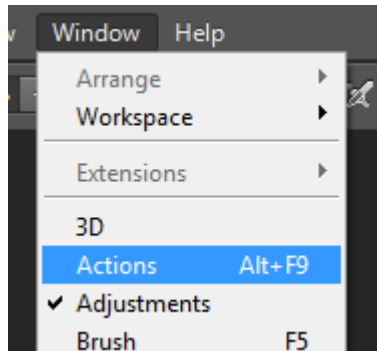 Window Help
Arrange
Workspace
Extensions
3D
Actions Alt+F9
Adjustments
Brush F5